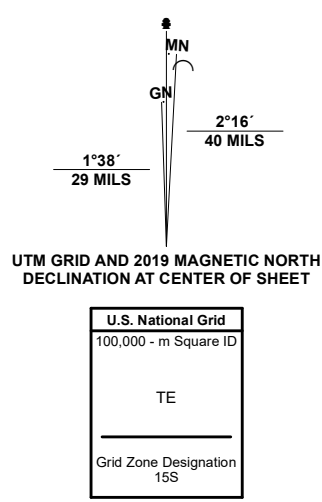 MN
GN
2°16´
40 MILS
1°38´
29 MILS
UTM GRID AND 2019 MAGNETIC NORTH
DECLINATION AT CENTER OF SHEET
U.S. National Grid
100,000 - m Square ID
TE
Grid Zone Designation
15S